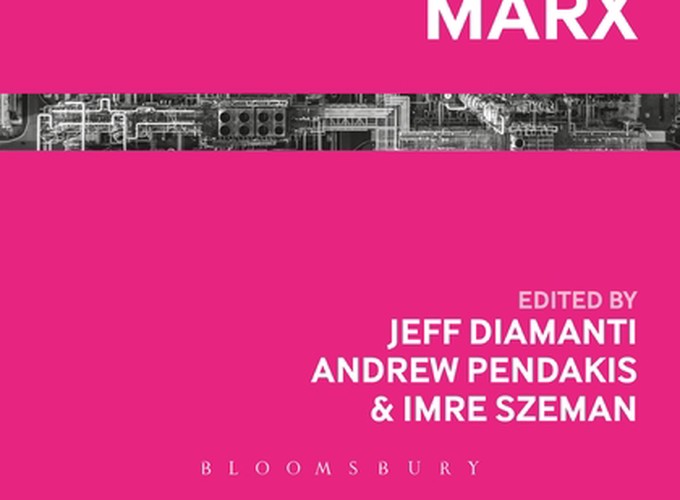 MARX
EDITED BY
JEFF DIAMANTI
ANDREW PENDAKIS
& IMRE SZEMAN
BLOOMSBURY